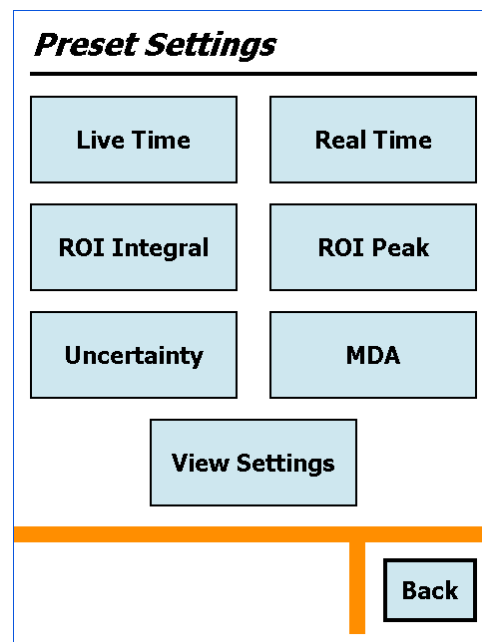 Preset Settings
Live Time
Real Time
ROI Integral
ROI Peak
Uncertainty
MDA
View Settings
Back